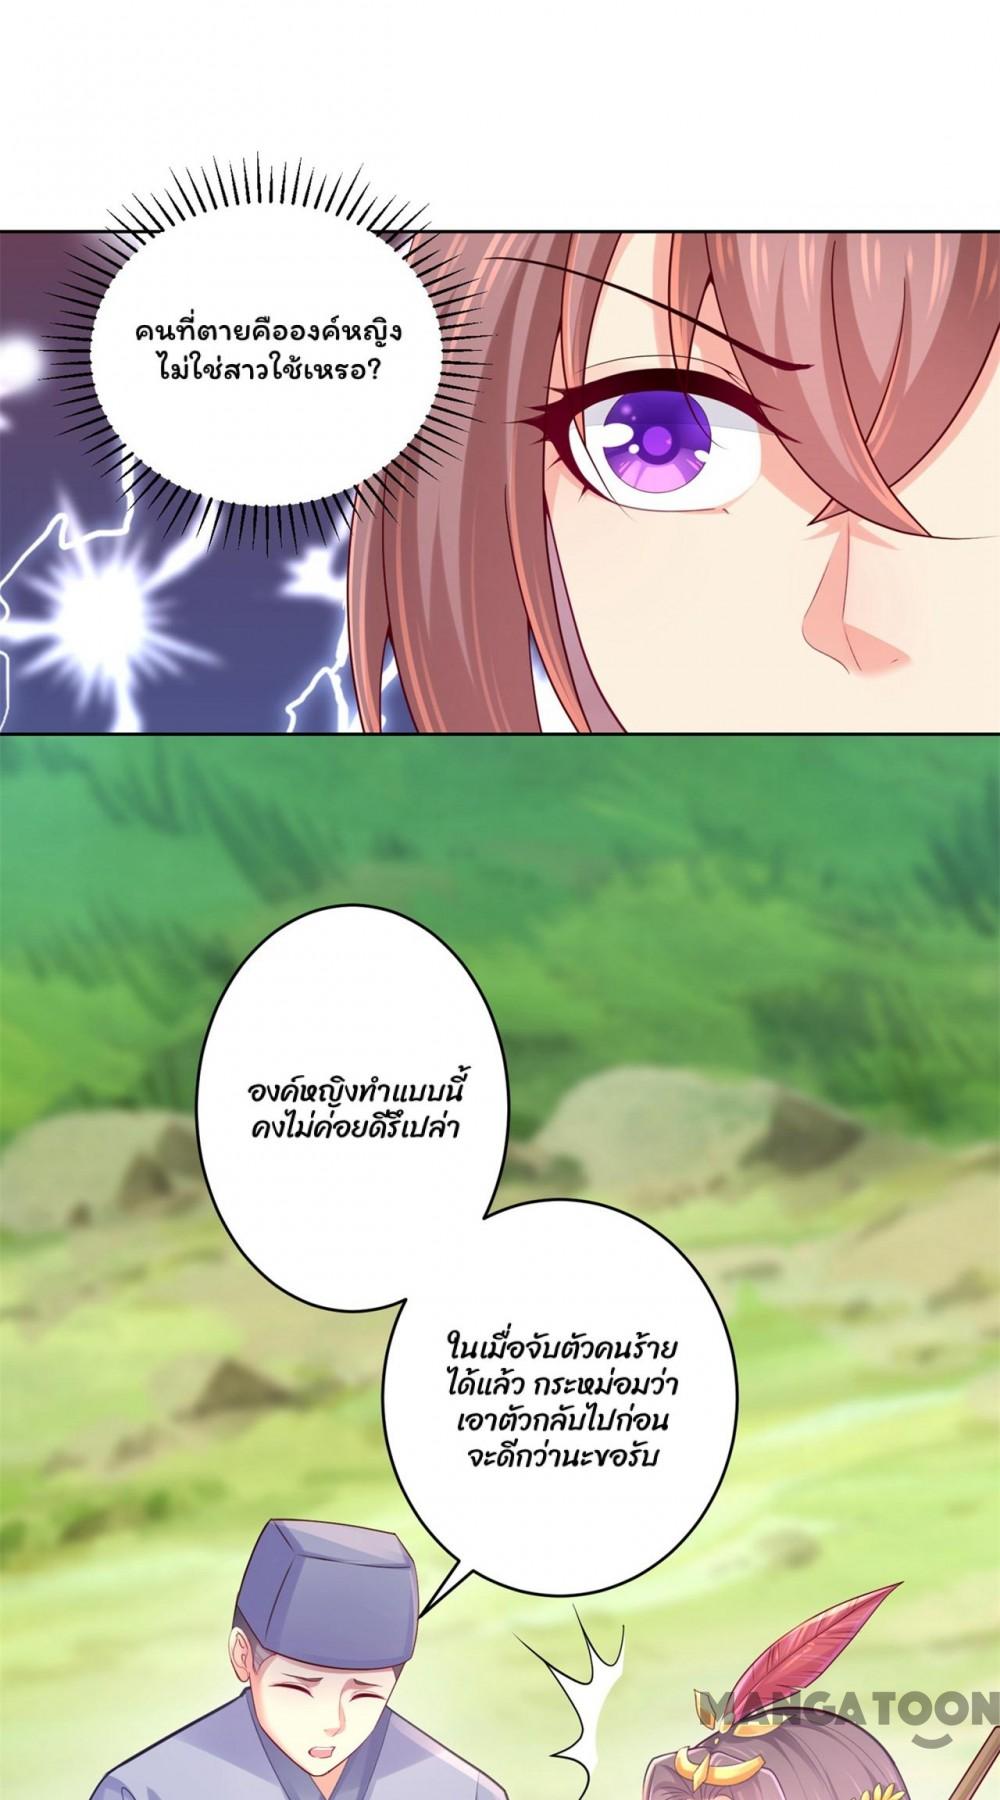 คนที่ตายคือองค์หญิง
ไม่ใช่สาวใช้เหรอ?
องค์หญิงทำแบบนี้
คงไม่ค่อยดีรึเปล่า
ในเมื่อจับตัวคนร้าย
ได้แล้ว กระหม่อมว่า
เอาตัวกลับไปก่อน
จะดีกว่านะขอรับ
MANGATOON